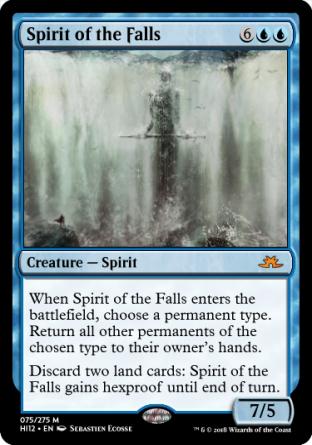 Spirit of the Falls 6
Creature — Spirit
When Spirit of the Falls enters the
battlefield, choose a permanent type.
Return all other permanents of the
chosen type to their owner's hands.
Discard two land cards: Spirit of
the Falls gains hexproof until end of turn.
7/5
075/275 M
HI12 • EN Sebastien Ecosse
™ & © 2018 Wizards of the Coast